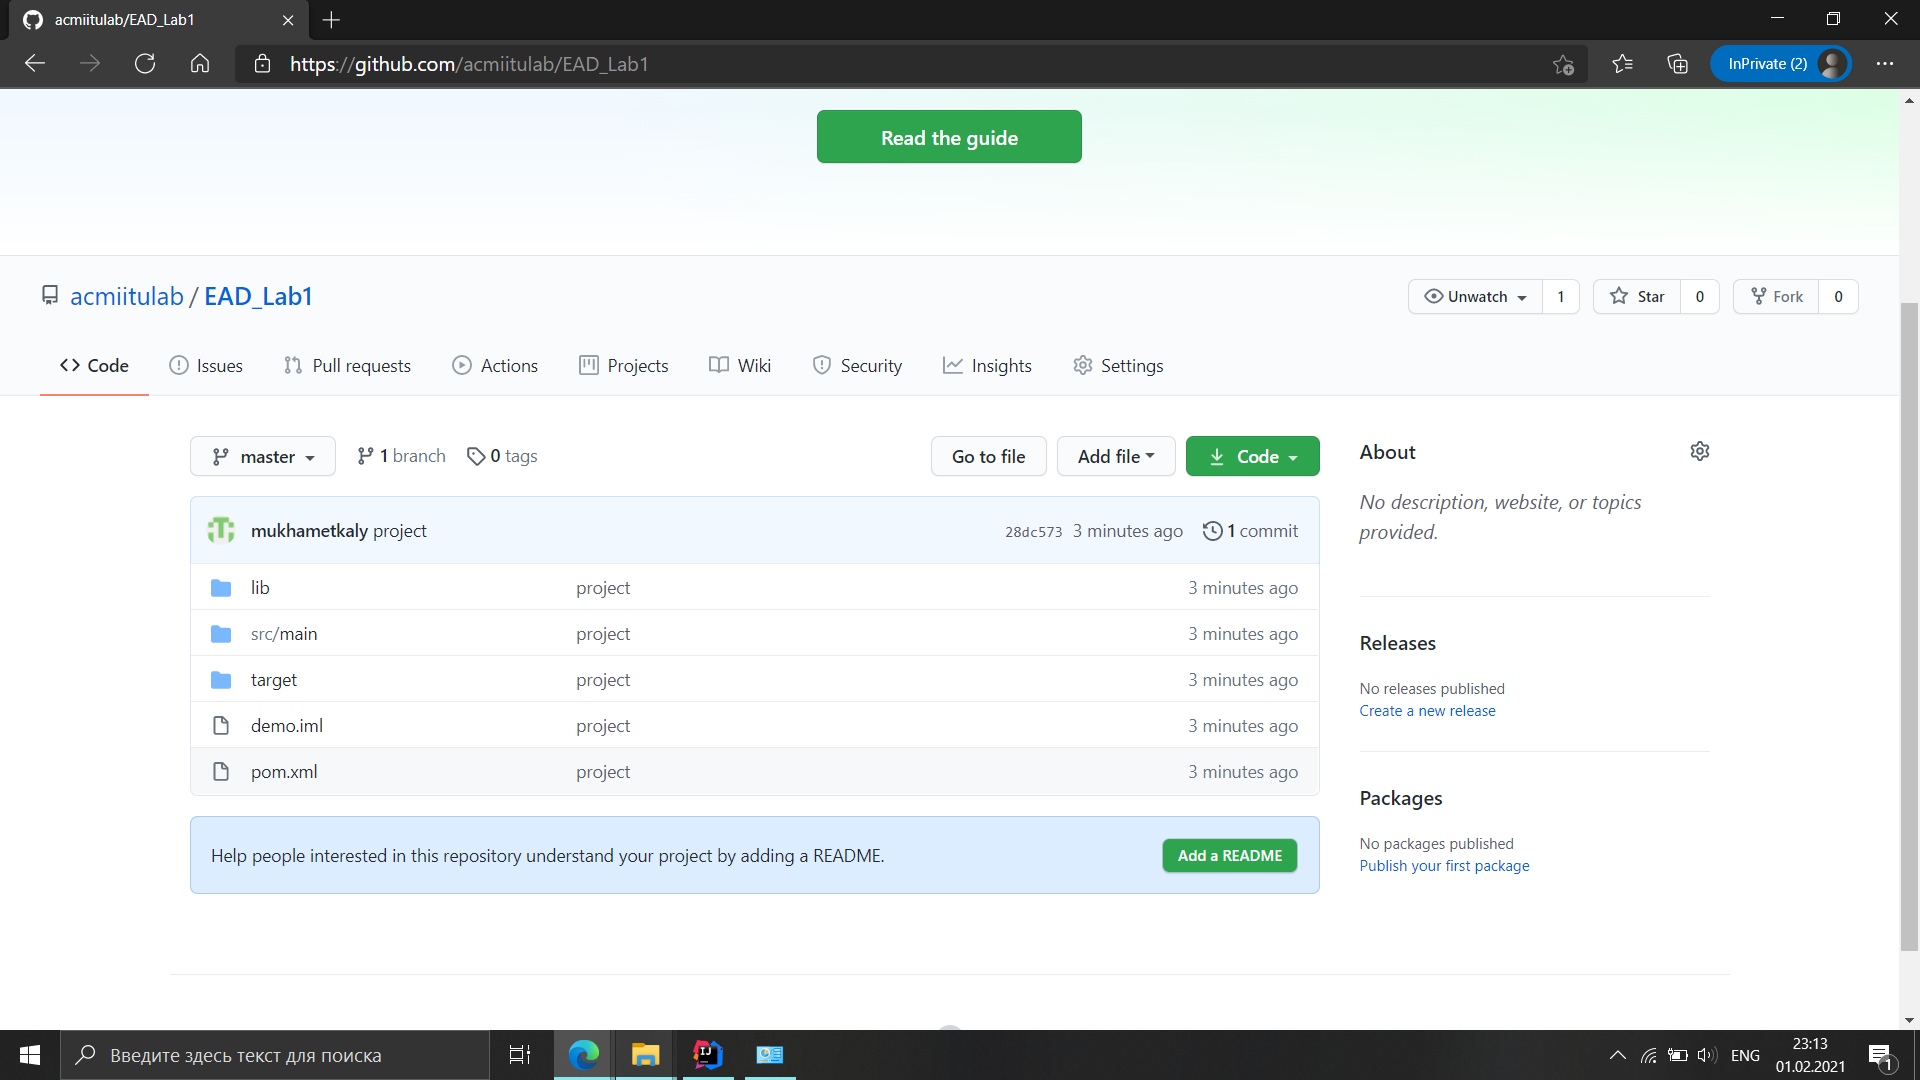 acmiitulab/EAD_Lab1
https://github.com/acmiitulab/EAD_Lab1
InPrivate (2)
Read the guide
acmiitulab / EAD_Lab1
Unwatch 1
Star 0
Fork 0
Code
Issues
Pull requests
Actions
Projects
Wiki
Security
Insights
Settings
master
1 branch
0 tags
Go to file
Add file
Code
mukhametkaly project 28dc573 3 minutes ago 1 commit
lib project 3 minutes ago
src/main project 3 minutes ago
target project 3 minutes ago
demo.iml project 3 minutes ago
pom.xml project 3 minutes ago
Help people interested in this repository understand your project by adding a README.
Add a README
About
No description, website, or topics
provided.
Releases
No releases published
Create a new release
Packages
No packages published
Publish your first package
Введите здесь текст для поиска
IJ
ENG
23:13
01.02.2021
1